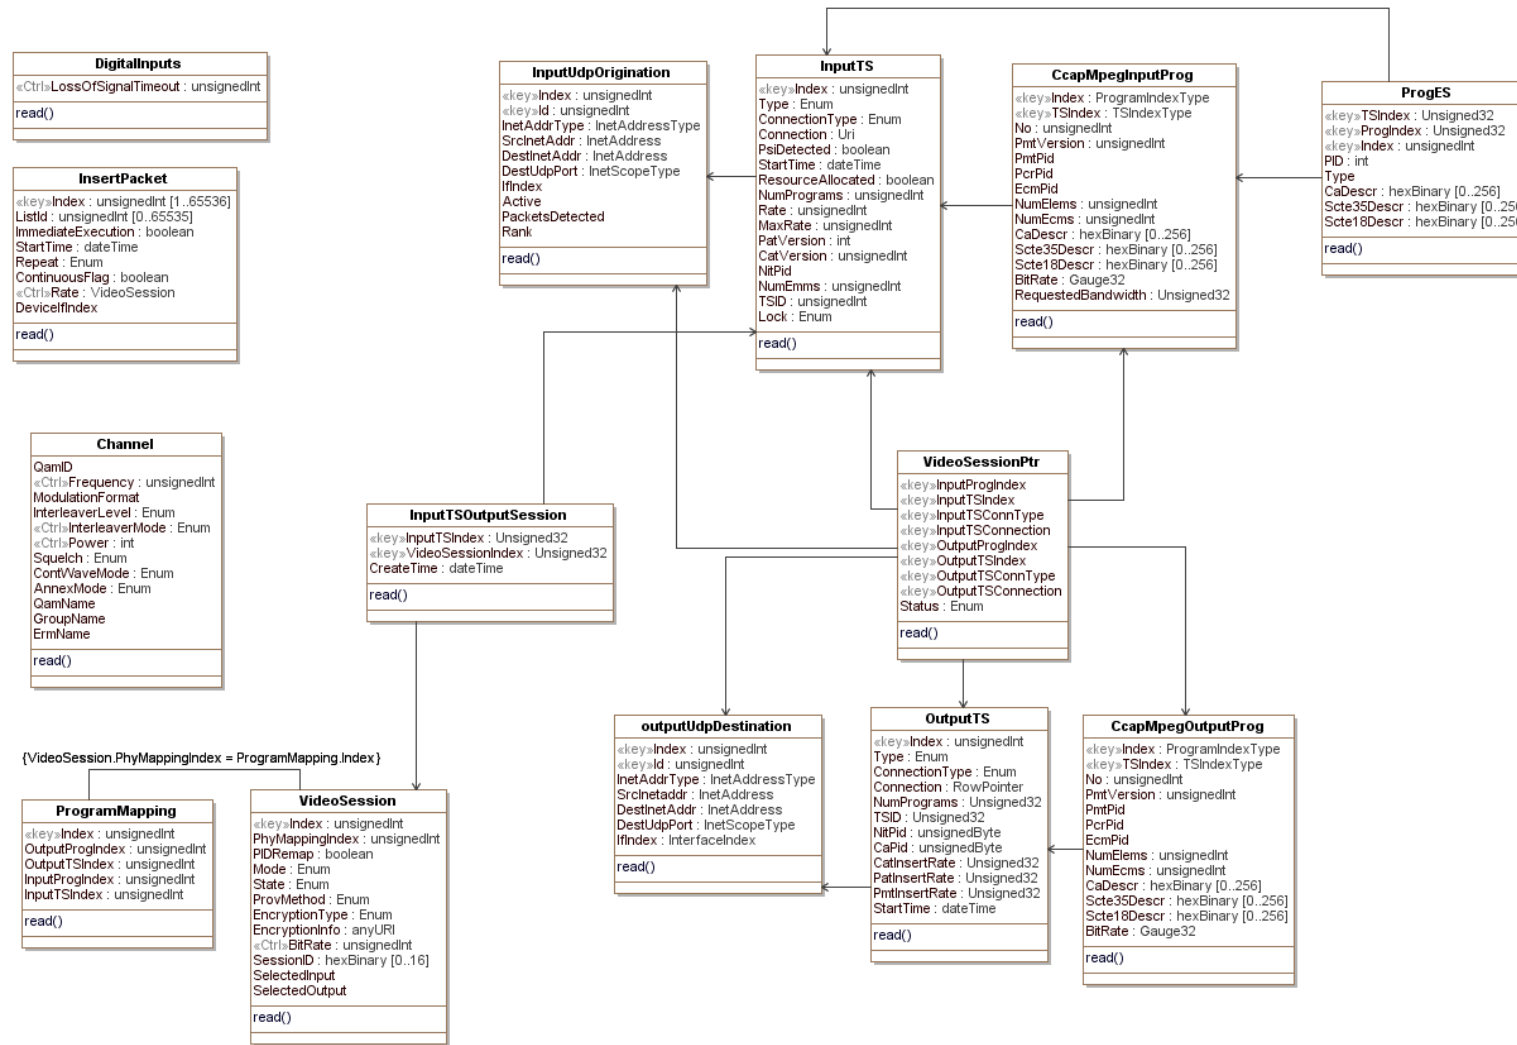 DigitalInputs
«Ctrl»LossOfSignalTimeout : unsignedInt
read()
InsertPacket
«key»Index : unsignedInt [1..65536]
ListId : unsignedInt [0..65535]
ImmediateExecution : boolean
StartTime : dateTime
Repeat : Enum
ContinuousFlag : boolean
«Ctrl»Rate : VideoSession
DeviceIfIndex
read()
InputUdpOrigination
«key»Index : unsignedInt
«key»Id : unsignedInt
InetAddrType : InetAddressType
SrcInetAddr : InetAddress
DestInetAddr : InetAddress
DestUdpPort : InetScopeType
IfIndex
Active
PacketsDetected
Rank
read()
InputTS
«key»Index : unsignedInt
Type : Enum
ConnectionType : Enum
Connection : Uri
PsiDetected : boolean
StartTime : dateTime
ResourceAllocated : boolean
NumPrograms : unsignedInt
Rate : unsignedInt
MaxRate : unsignedInt
PatVersion : int
CatVersion : unsignedInt
NitPid
NumEmms : unsignedInt
TSID : unsignedInt
Lock : Enum
read()
CcapMpegInputProg
«key»Index : ProgramIndexType
«key»TSIndex : TSIndexType
No : unsignedInt
PmtVersion : unsignedInt
PmtPid
PcrPid
EcmPid
NumElems : unsignedInt
NumEcms : unsignedInt
CaDescr : hexBinary [0..256]
Scte35Descr : hexBinary [0..256]
Scte18Descr : hexBinary [0..256]
BitRate : Gauge32
RequestedBandwidth : Unsigned32
read()
ProgES
«key»TSIndex : Unsigned32
«key»ProgIndex : Unsigned32
«key»Index : unsignedInt
PID : int
Type
CaDescr : hexBinary [0..256]
Scte35Descr : hexBinary [0..256
Scte18Descr : hexBinary [0..256
read()
Channel
QamID
«Ctrl»Frequency : unsignedInt
ModulationFormat
InterleaverLevel : Enum
«Ctrl»InterleaverMode : Enum
«Ctrl»Power : int
Squelch : Enum
ContWaveMode : Enum
AnnexMode : Enum
QamName
GroupName
ErmName
read()
InputTSOutputSession
«key»InputTSIndex : Unsigned32
«key»VideoSessionIndex : Unsigned32
CreateTime : dateTime
read()
VideoSessionPtr
«key»InputProgIndex
«key»InputTSIndex
«key»InputTSConnType
«key»InputTSConnection
«key»OutputProgIndex
«key»OutputTSIndex
«key»OutputTSConnType
«key»OutputTSConnection
Status : Enum
read()
{VideoSession.PhyMappingIndex = ProgramMapping.Index}
ProgramMapping
«key»Index : unsignedInt
OutputProgIndex : unsignedInt
OutputTSIndex : unsignedInt
InputProgIndex : unsignedInt
InputTSIndex : unsignedInt
read()
VideoSession
«key»Index : unsignedInt
PhyMappingIndex : unsignedInt
PIDRemap : boolean
Mode : Enum
State : Enum
ProvMethod : Enum
EncryptionType : Enum
EncryptionInfo : anyURI
«Ctrl»BitRate : unsignedInt
SessionID : hexBinary [0..16]
SelectedInput
SelectedOutput
read()
outputUdpDestination
«key»Index : unsignedInt
«key»Id : unsignedInt
InetAddrType : InetAddressType
SrcInetaddr : InetAddress
DestInetAddr : InetAddress
DestUdpPort : InetScopeType
IfIndex : InterfaceIndex
read()
OutputTS
«key»Index : unsignedInt
Type : Enum
ConnectionType : Enum
Connection : RowPointer
NumPrograms : Unsigned32
TSID : Unsigned32
NitPid : unsignedByte
CaPid : unsignedByte
CatInsertRate : Unsigned32
PatInsertRate : Unsigned32
PmtInsertRate : Unsigned32
StartTime : dateTime
read()
CcapMpegOutputProg
«key»Index : ProgramIndexType
«key»TSIndex : TSIndexType
No : unsignedInt
PmtVersion : unsignedInt
PmtPid
PcrPid
EcmPid
NumElems : unsignedInt
NumEcms : unsignedInt
CaDescr : hexBinary [0..256]
Scte35Descr : hexBinary [0..256]
Scte18Descr : hexBinary [0..256]
BitRate : Gauge32
read()